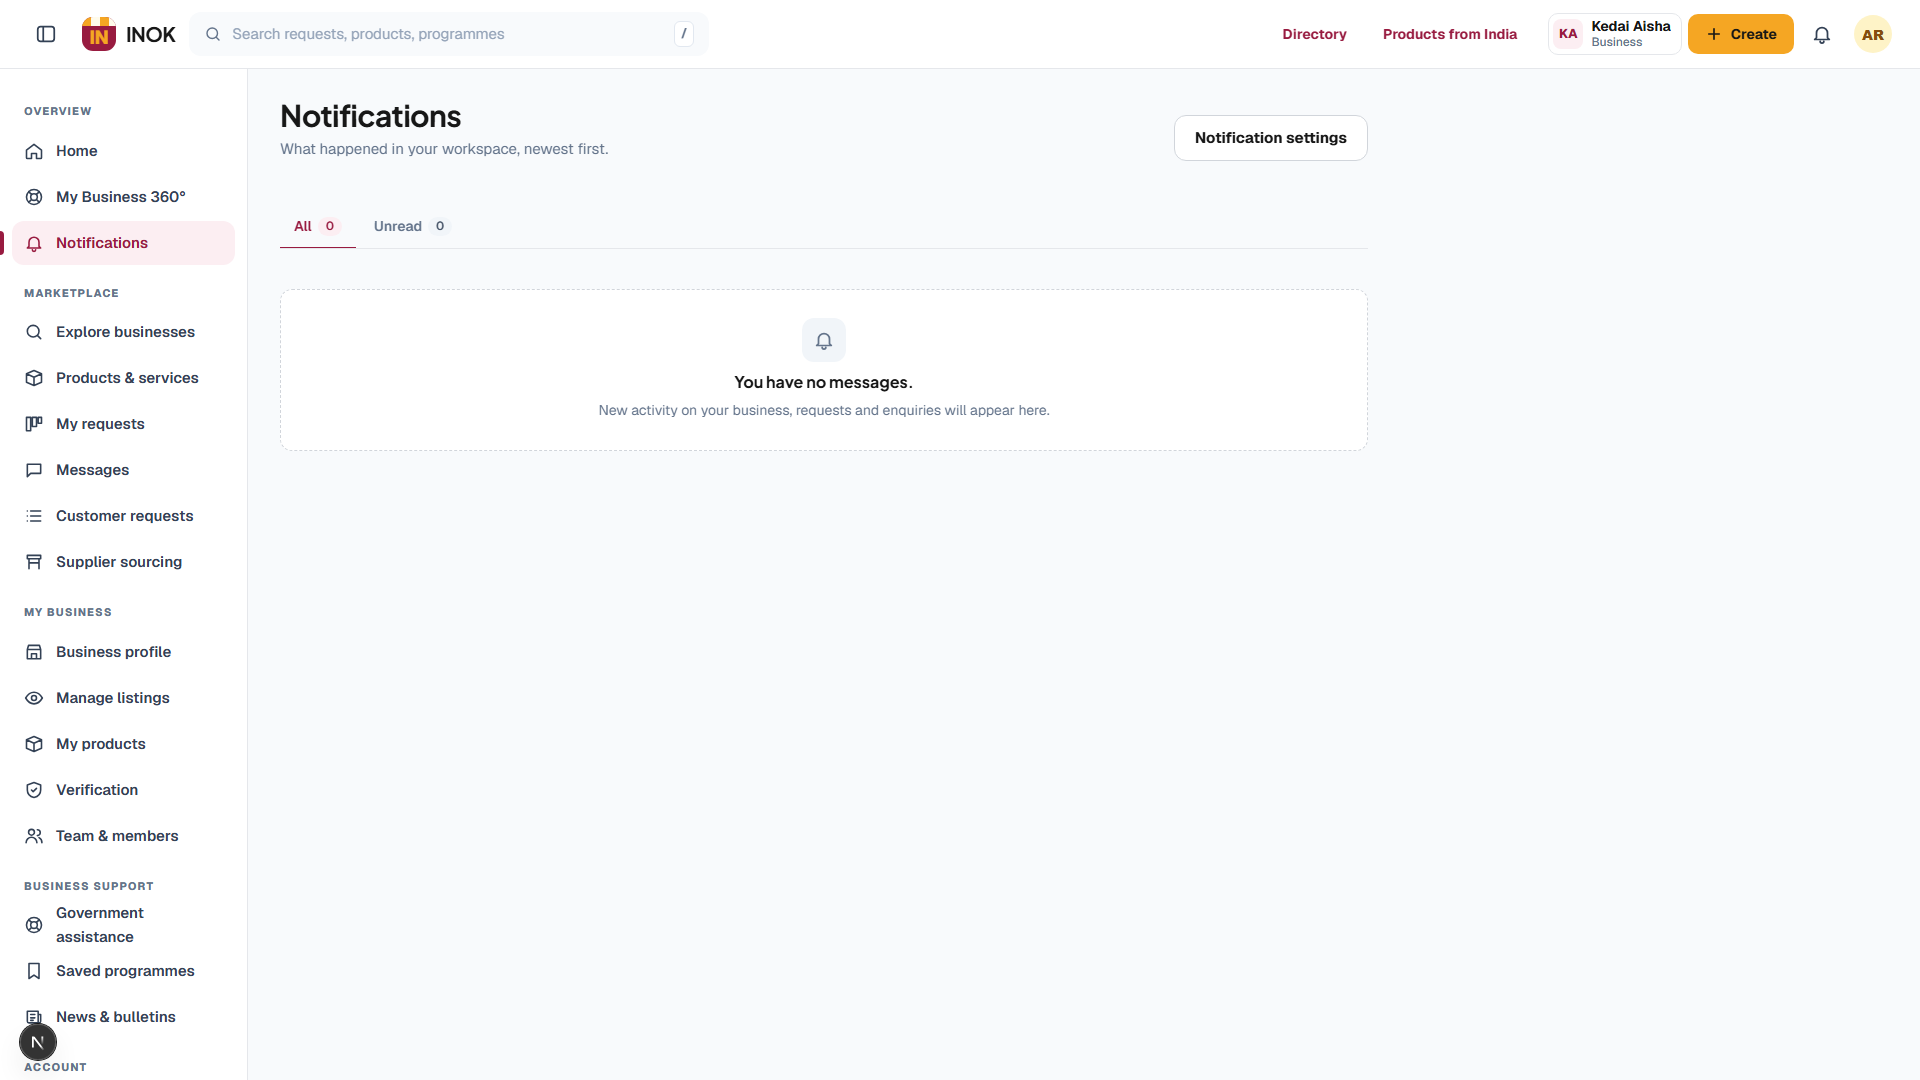 IN INOK
Search requests, products, programmes
/
Directory
Products from India
KA
Kedai Aisha
Business
Create
AR
OVERVIEW
Home
My Business 360°
Notifications
MARKETPLACE
Explore businesses
Products & services
My requests
Messages
Customer requests
Supplier sourcing
MY BUSINESS
Business profile
Manage listings
My products
Verification
Team & members
BUSINESS SUPPORT
Government
assistance
Saved programmes
News & bulletins
N
ACCOUNT
Notifications
What happened in your workspace, newest first.
Notification settings
All 0
Unread 0
You have no messages.
New activity on your business, requests and enquiries will appear here.